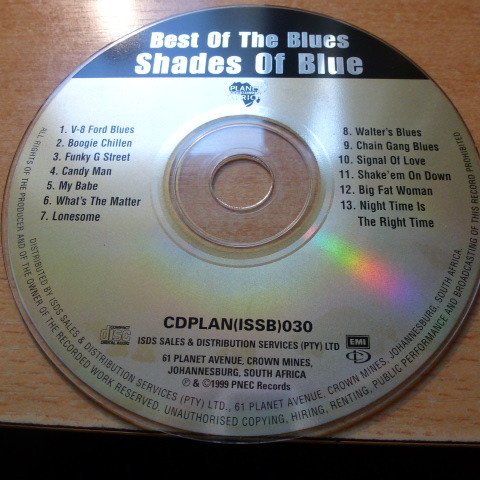 Best Of The Blues
Shades Of Blue
PLANET
AFRICA
1. V-8 Ford Blues
2. Boogie Chillen
3. Funky G Street
4. Candy Man
5. My Babe
6. What's The Matter
7. Lonesome
8. Walter's Blues
9. Chain Gang Blues
10. Signal Of Love
11. Shake'em On Down
12. Big Fat Woman
13. Night Time Is
The Right Time
CDPLAN(ISSB)030
COMPACT
disc
DIGITAL AUDIO
ISDS SALES & DISTRIBUTION SERVICES (PTY) LTD
EMI
61 PLANET AVENUE, CROWN MINES,
JOHANNESBURG, SOUTH AFRICA
℗ & ©1999 PNEC Records
ALL RIGHTS OF THE PRODUCER AND OF THE OWNER OF THE RECORDED WORK RESERVED. UNAUTHORISED COPYING, HIRING, RENTING, PUBLIC PERFORMANCE AND BROADCASTING OF THIS RECORD PROHIBITED
DISTRIBUTED BY ISDS SALES & DISTRIBUTION SERVICES (PTY) LTD., 61 PLANET AVENUE, CROWN MINES, JOHANNESBURG, SOUTH AFRICA